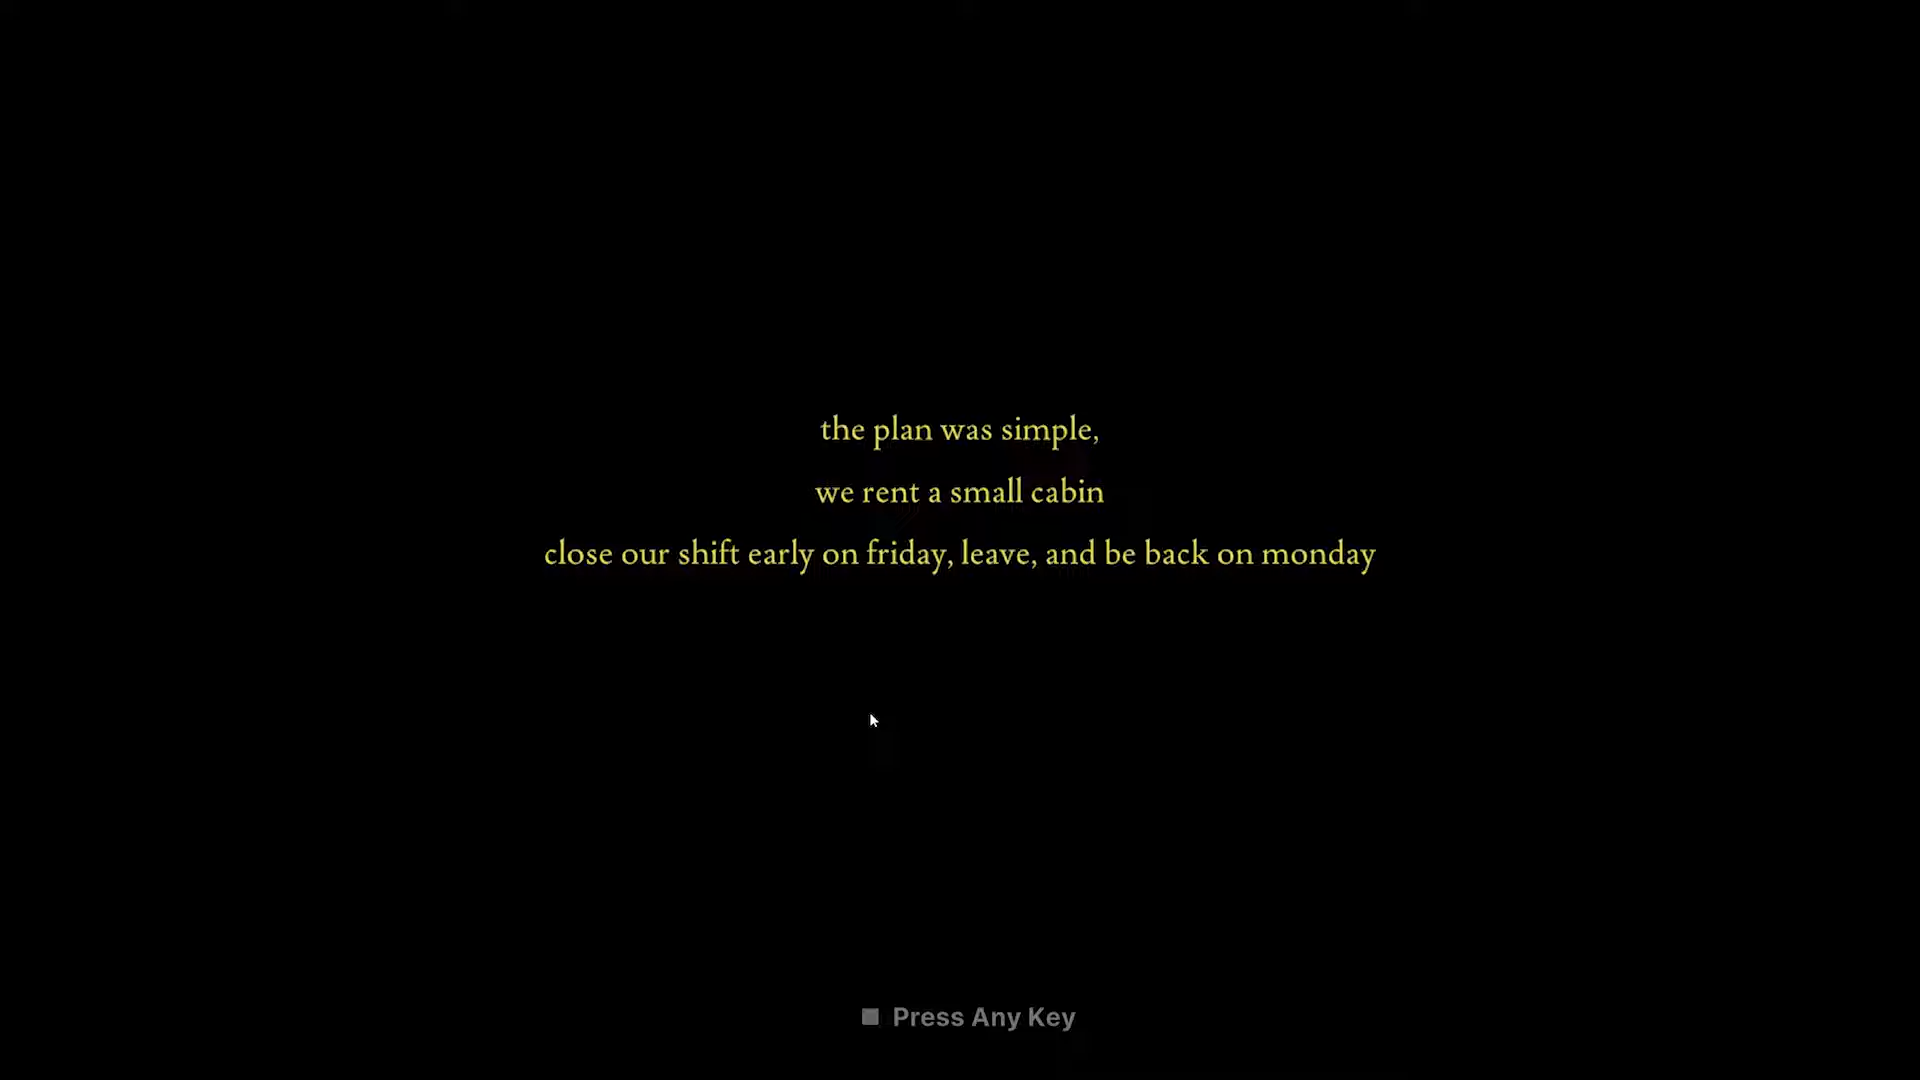 the plan was simple,
we rent a small cabin
close our shift early on friday, leave, and be back on monday
Press Any Key